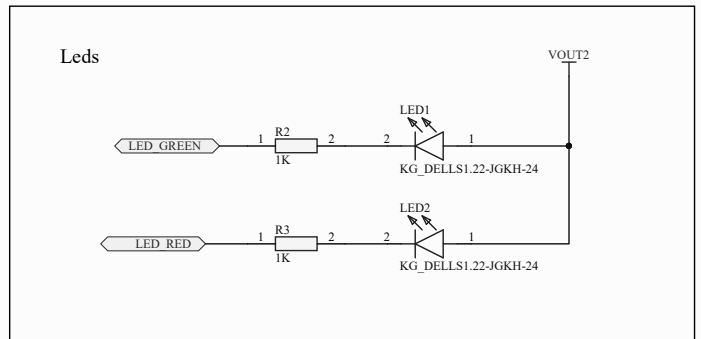 Leds
VOUT2
LED1
R2
LED_GREEN 1 2 2 1
1K
KG_DELLS1.22-JGKH-24
LED2
R3
LED_RED 1 2 2 1
1K
KG_DELLS1.22-JGKH-24